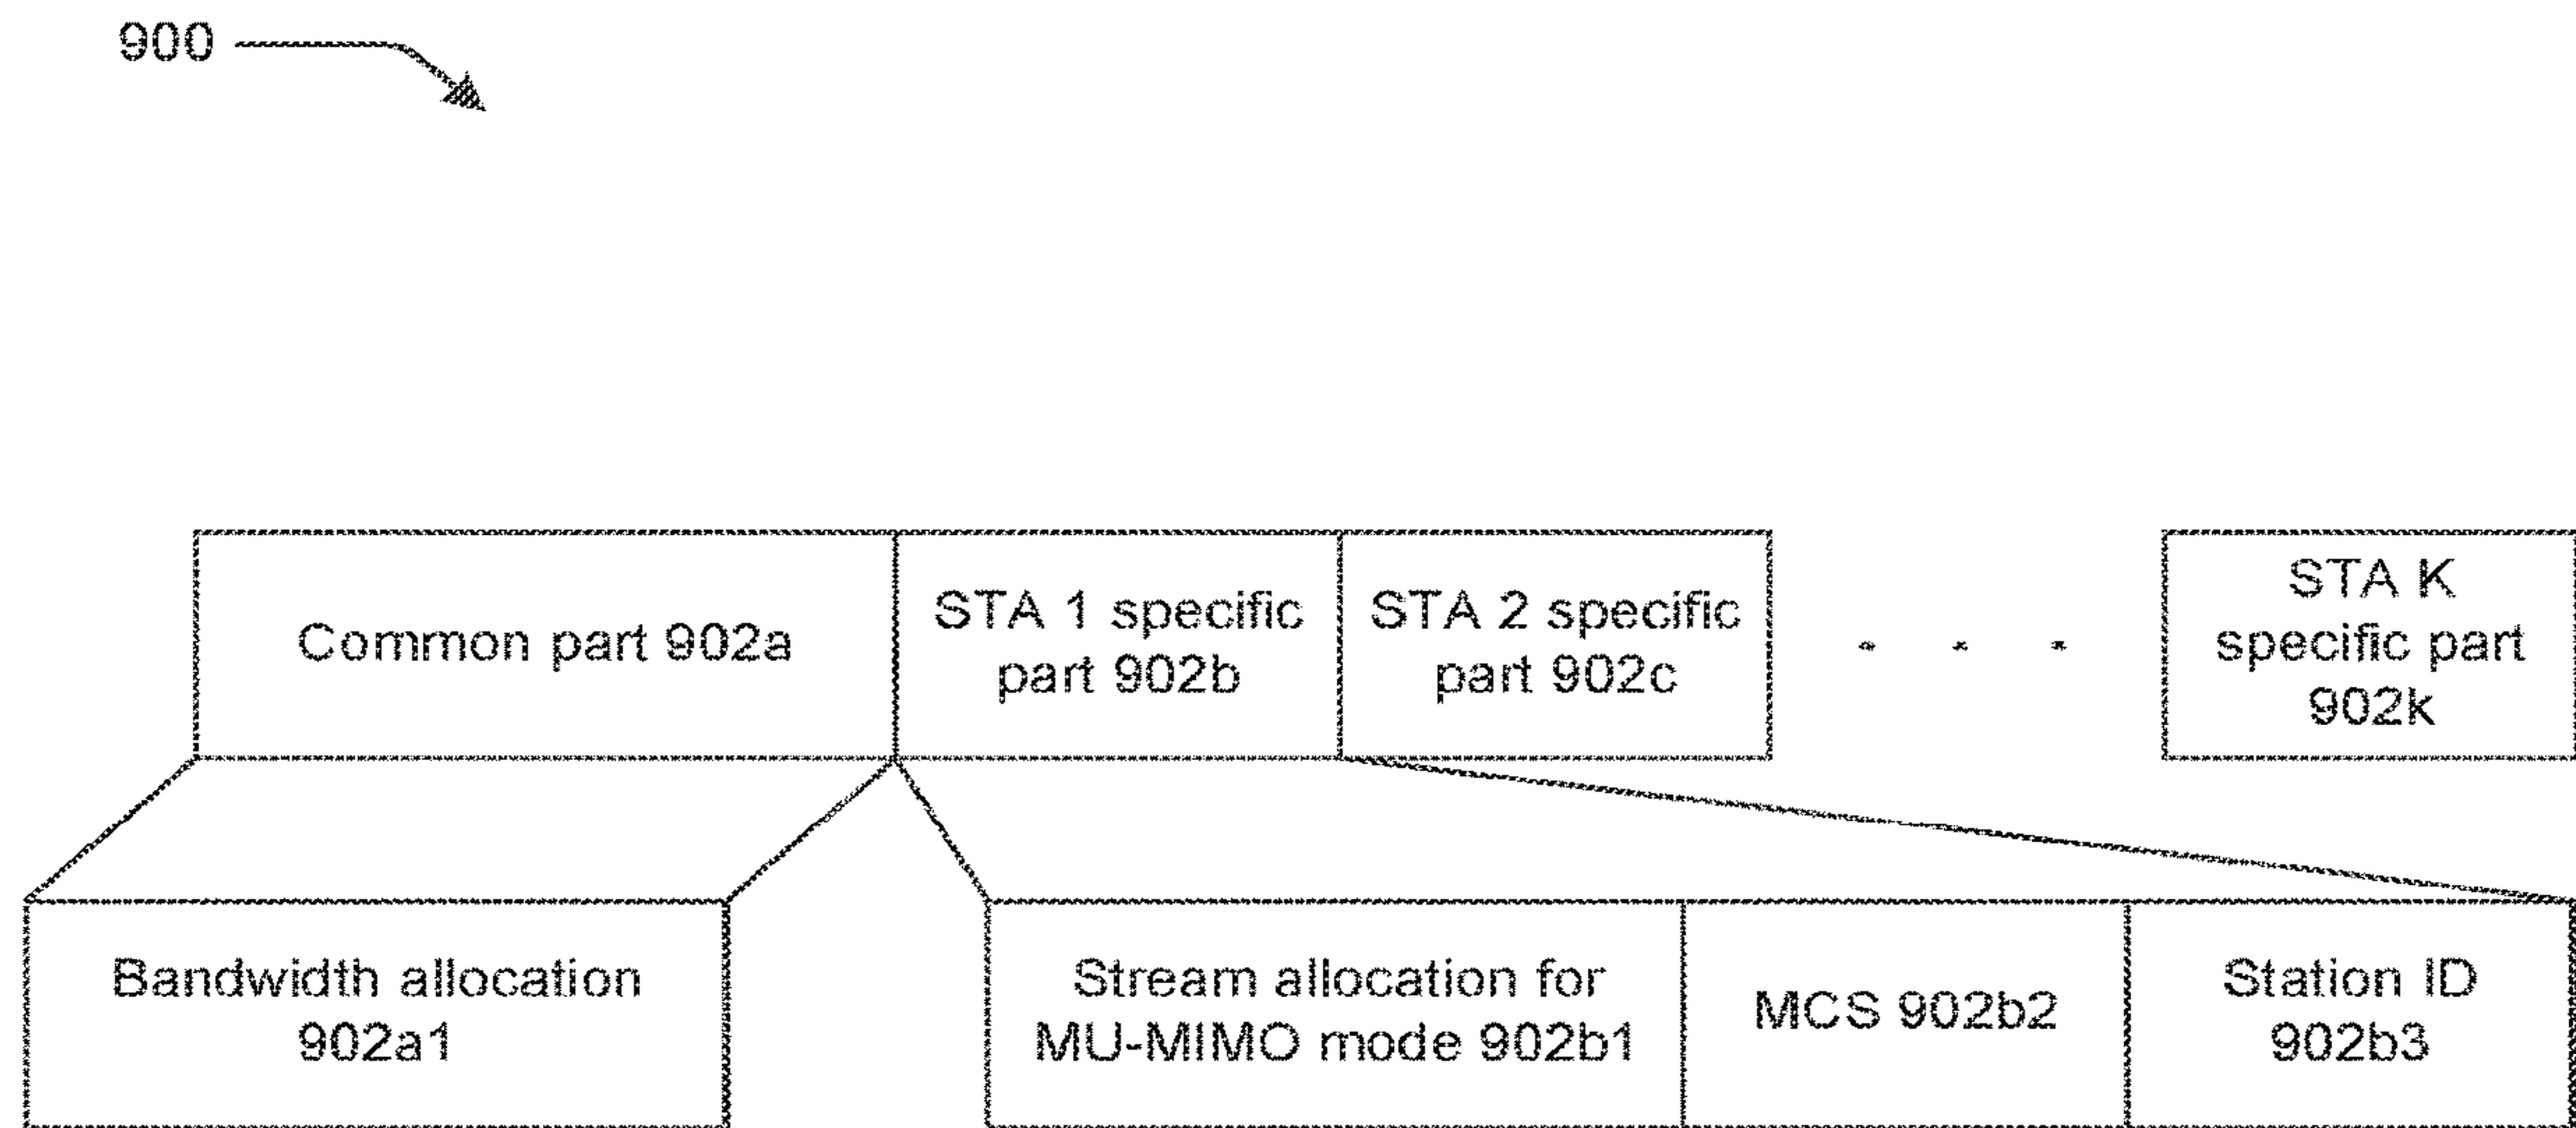 900
Common part 902a
STA 1 specific
part 902b
STA 2 specific
part 902c
. . .
STA K
specific part
902k
Bandwidth allocation
902a1
Stream allocation for
MU-MIMO mode 902b1
MCS 902b2
Station ID
902b3